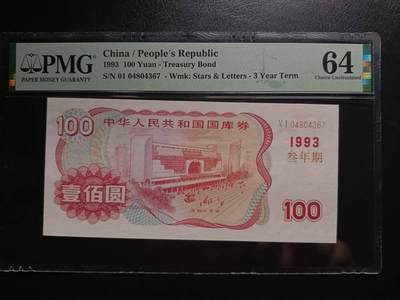 PMG
PAPER MONEY GUARANTY
China / People's Republic
1993 100 Yuan - Treasury Bond
S/N 01 04804367 - Wmk: Stars & Letters - 3 Year Term
64
Choice Uncirculated
100
中华人民共和国国库券
04804367
1993
叁年期
壹佰圆
100